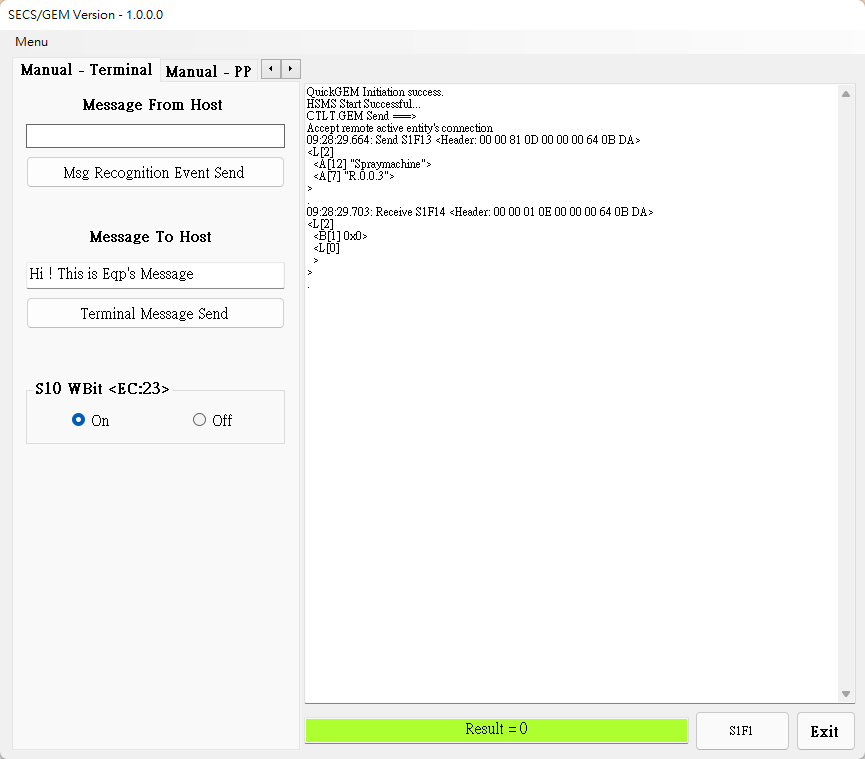 SECS/GEM Version - 1.0.0.0
Menu
Manual - Terminal
Manual - PP
Message From Host
Msg Recognition Event Send
Message To Host
Hi ! This is Eqp's Message
Terminal Message Send
S10 WBit <EC:23>
On
Off
QuickGEM Initiation success.
HSMS Start Successful...
CTLT.GEM Send ===>
Accept remote active entity's connection
09:28:29.664: Send S1F13 <Header: 00 00 81 0D 00 00 00 64 0B DA>
<L[2]
<A[12] "Spraymachine">
<A[7] "R.0.0.3">
>
.
09:28:29.703: Receive S1F14 <Header: 00 00 01 0E 00 00 00 64 0B DA>
<L[2]
<B[1] 0x0>
<L[0]
>
>
.
Result = 0
S1F1
Exit